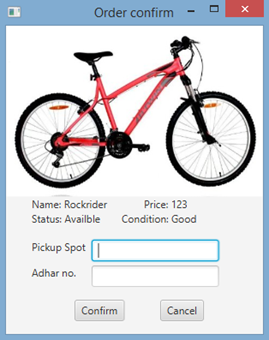 Order confirm
Name: Rockrider Price: 123
Status: Availble Condition: Good
Pickup Spot
Adhar no.
Confirm Cancel